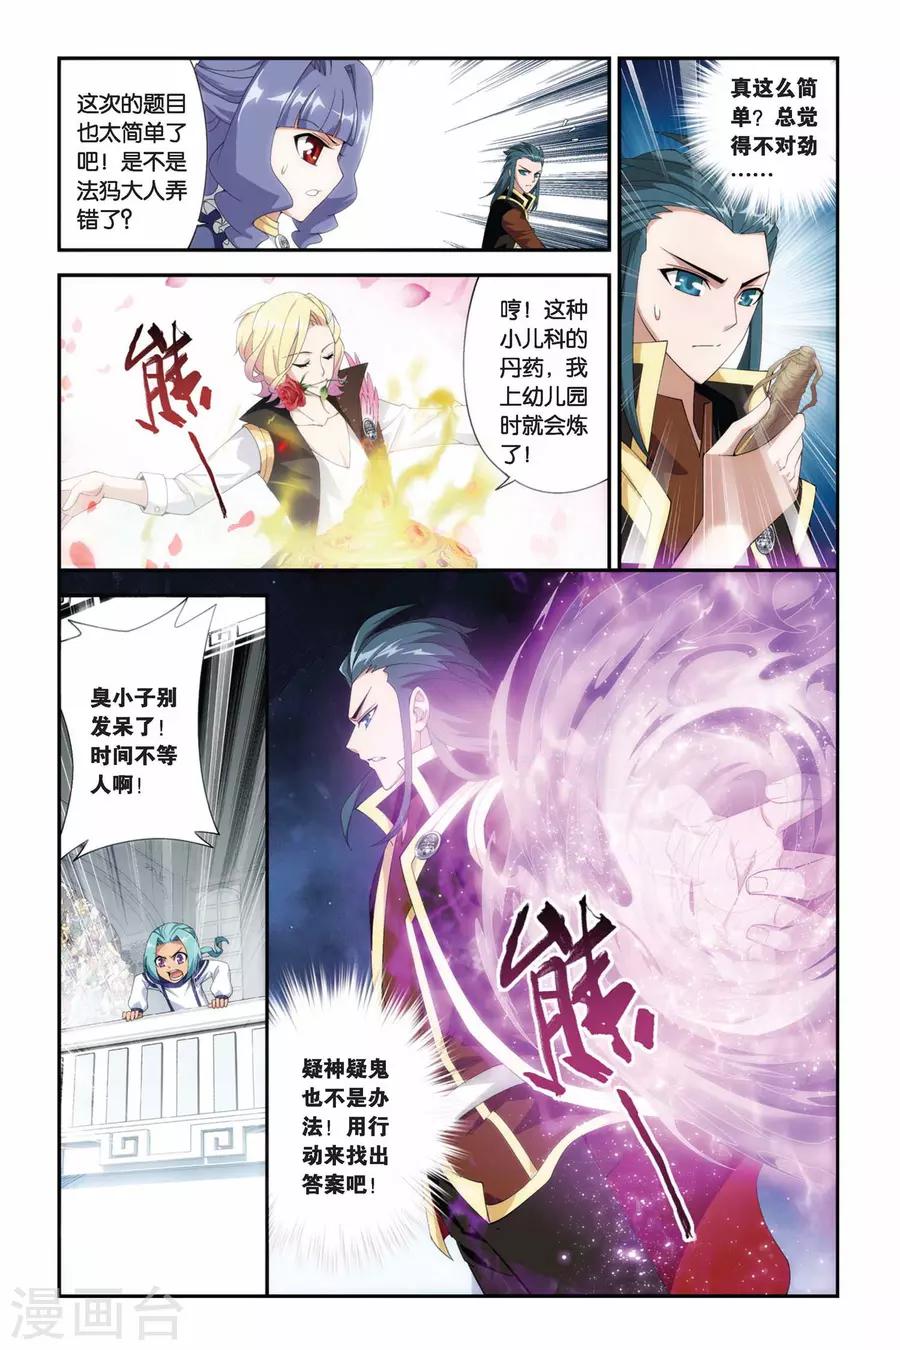 这次的题目
也太简单了
吧！是不是
法犸大人弄
错了？
真这么简
单？总觉
得不对劲
……
哼！这种
小儿科的
丹药，我
上幼儿园
时就会炼
了！
熊
臭小子别
发呆了！
时间不等
人啊！
熊
疑神疑鬼
也不是办
法！用行
动来找出
答案吧！
漫画台